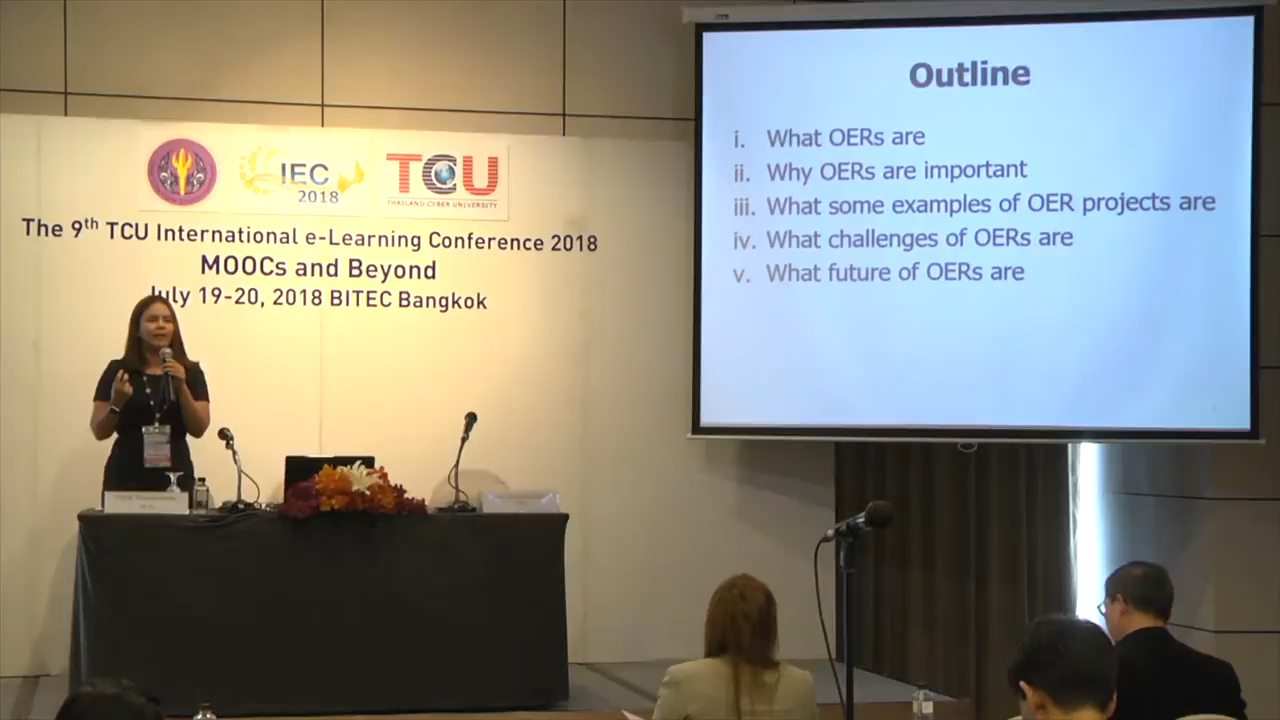 IEC
2018
TCU
THAILAND CYBER UNIVERSITY
The 9th TCU International e-Learning Conference 2018
MOOCs and Beyond
July 19-20, 2018 BITEC Bangkok
Outline
i. What OERs are
ii. Why OERs are important
iii. What some examples of OER projects are
iv. What challenges of OERs are
v. What future of OERs are